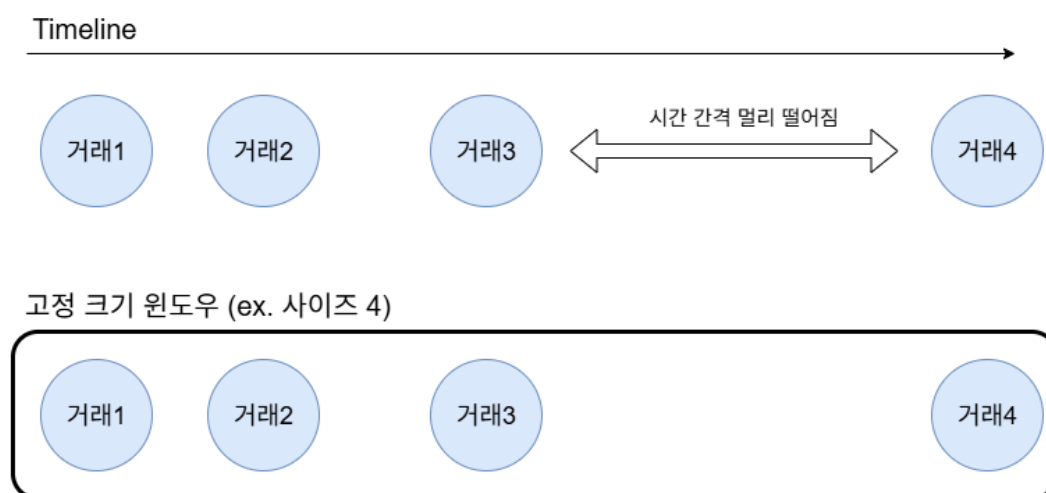 Timeline
시간 간격 멀리 떨어짐
거래1 거래2 거래3 거래4
고정 크기 윈도우 (ex. 사이즈 4)
거래1 거래2 거래3 거래4